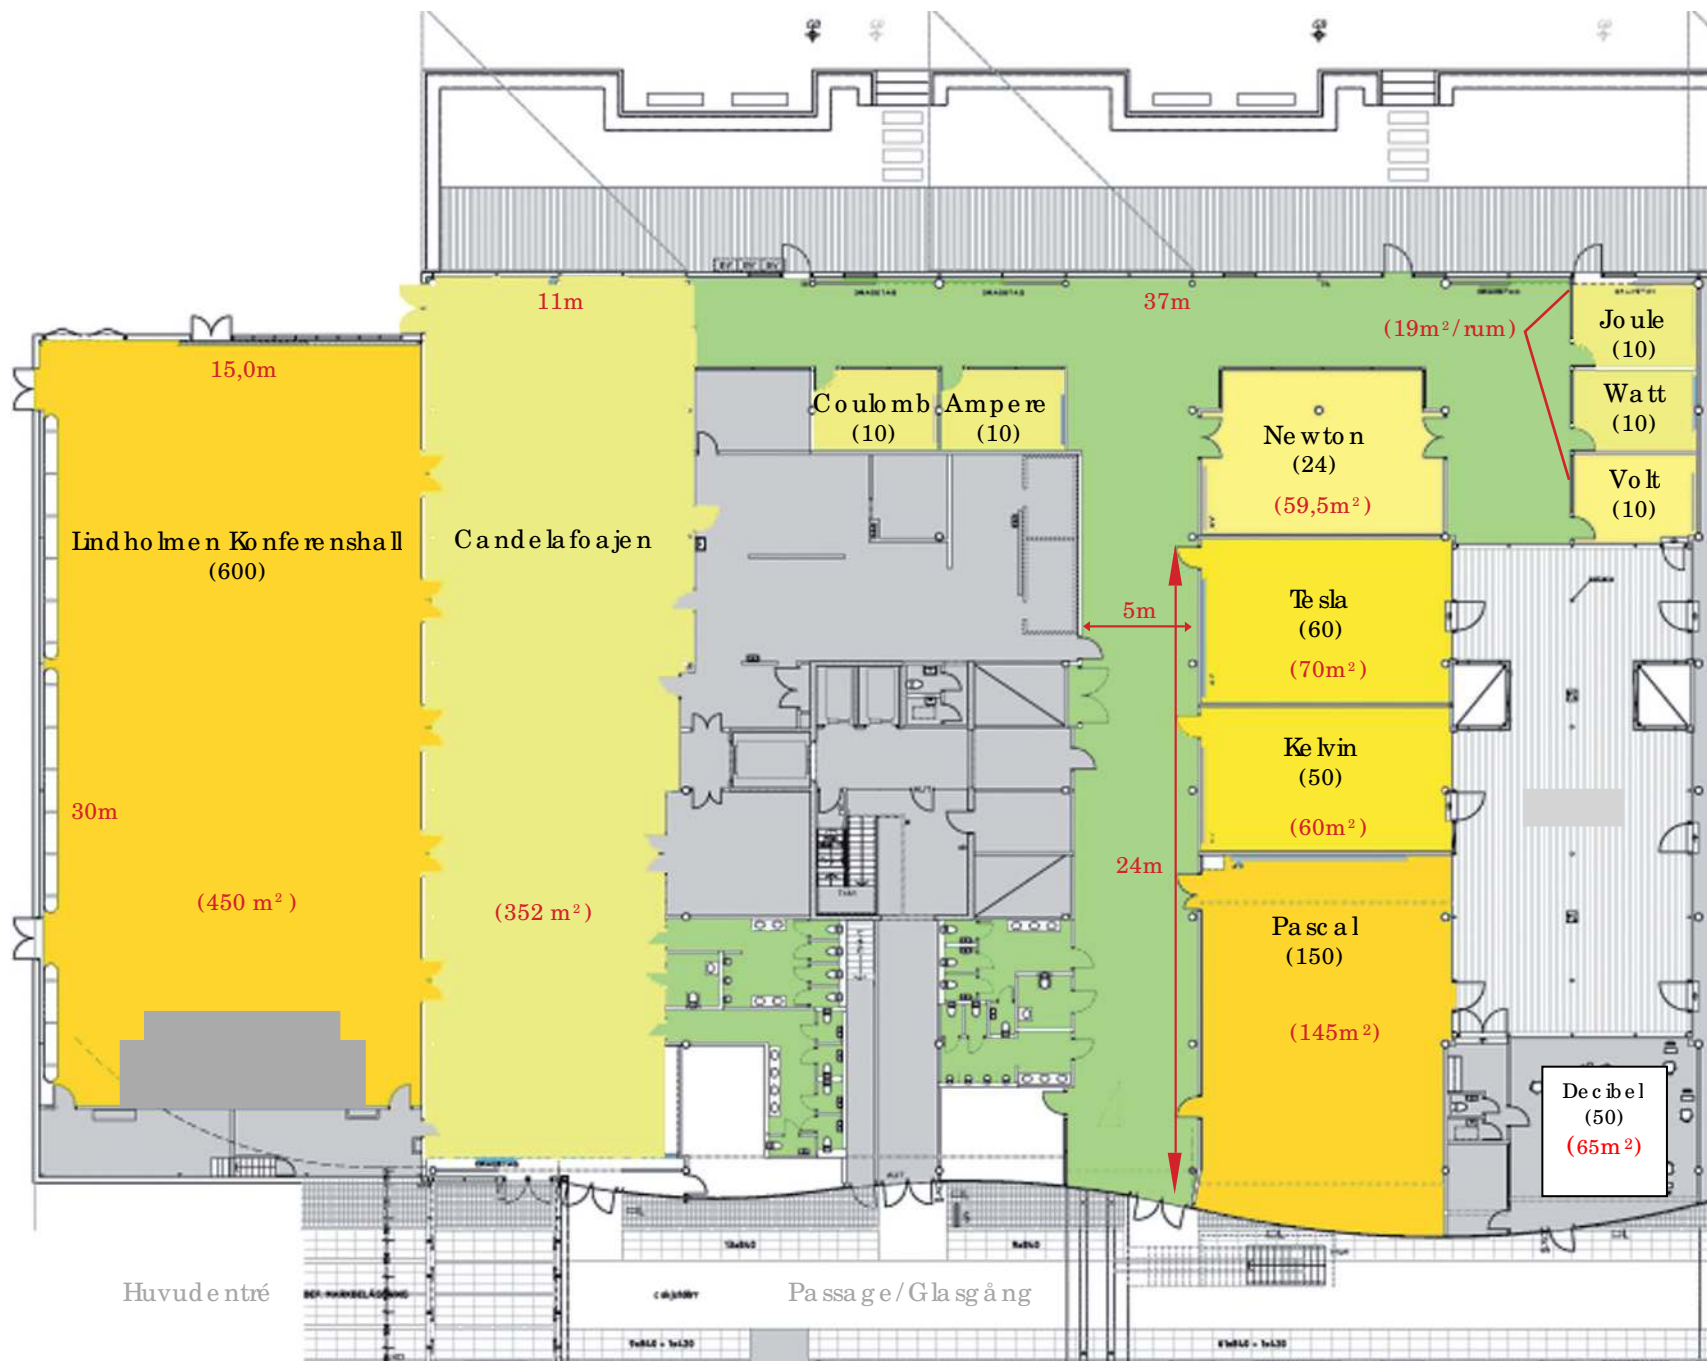 11m
37m
(19m²/rum)
Joule
(10)
15,0m
Watt
(10)
Coulomb
(10)
Ampere
(10)
Newton
(24)
(59,5m²)
Volt
(10)
Lindholmen Konferenshall
(600)
Candelafoajen
Tesla
(60)
(70m²)
5m
Kelvin
(50)
(60m²)
30m
24m
(450 m²)
(352 m²)
Pascal
(150)
(145m²)
Decibel
(50)
(65m²)
Huvudentré
Passage/Glasgång